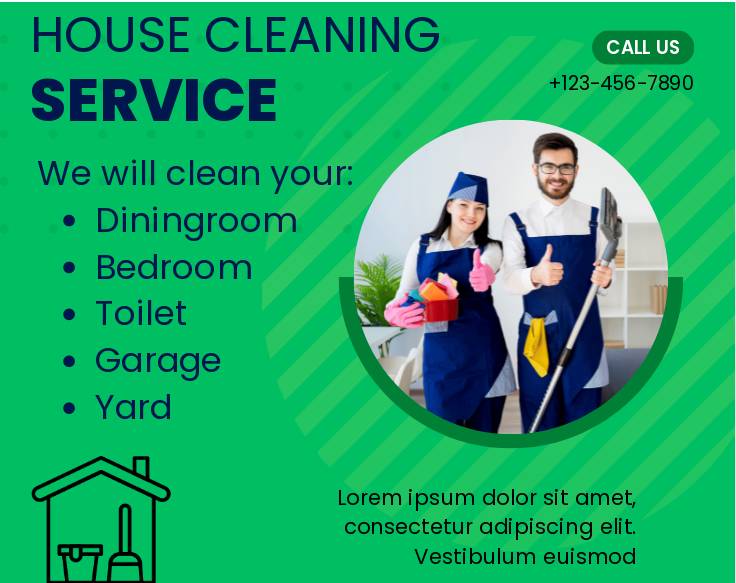 HOUSE CLEANING
SERVICE
CALL US
+123-456-7890
We will clean your:
• Diningroom
• Bedroom
• Toilet
• Garage
• Yard
Lorem ipsum dolor sit amet,
consectetur adipiscing elit.
Vestibulum euismod